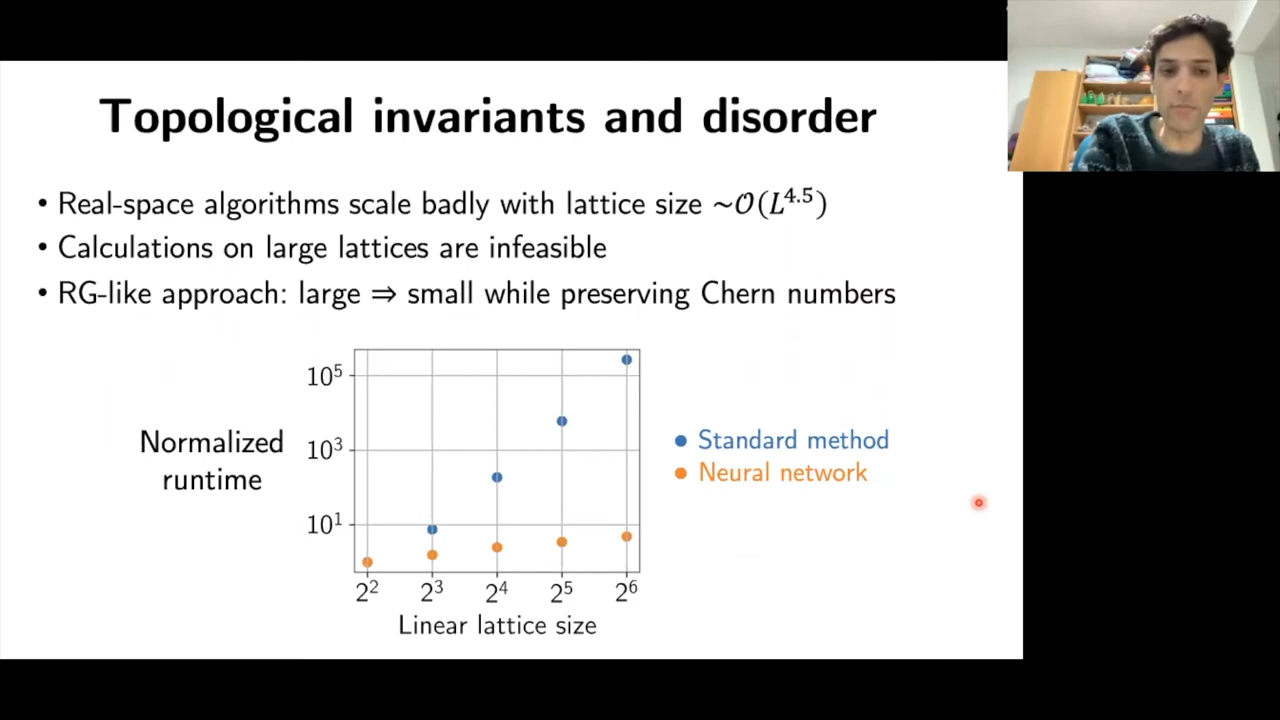 Topological invariants and disorder
• Real-space algorithms scale badly with lattice size ~𝒪(L^4.5)
• Calculations on large lattices are infeasible
• RG-like approach: large ⇒ small while preserving Chern numbers
Normalized
runtime
10^5
10^3
10^1
2^2 2^3 2^4 2^5 2^6
Linear lattice size
Standard method
Neural network